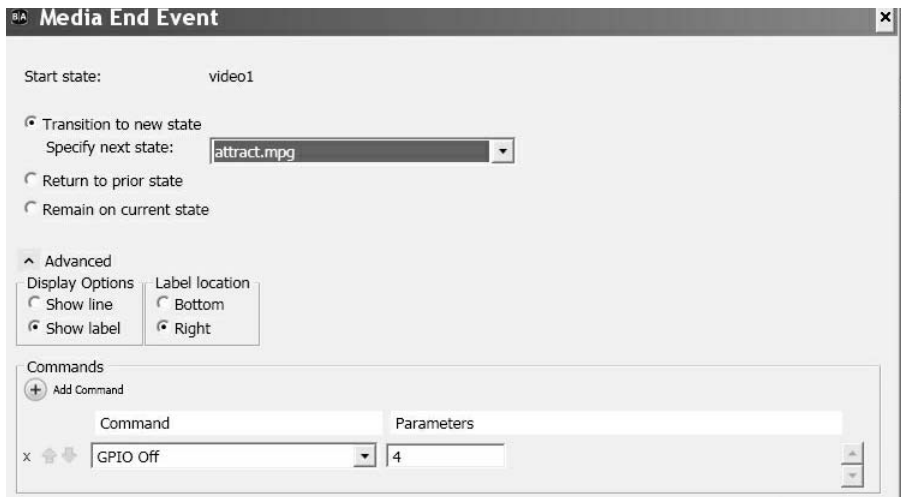 BA Media End Event x
Start state: video1
Transition to new state
Specify next state: attract.mpg
Return to prior state
Remain on current state
Advanced
Display Options Label location
Show line Bottom
Show label Right
Commands
+ Add Command
Command Parameters
x GPIO Off 4